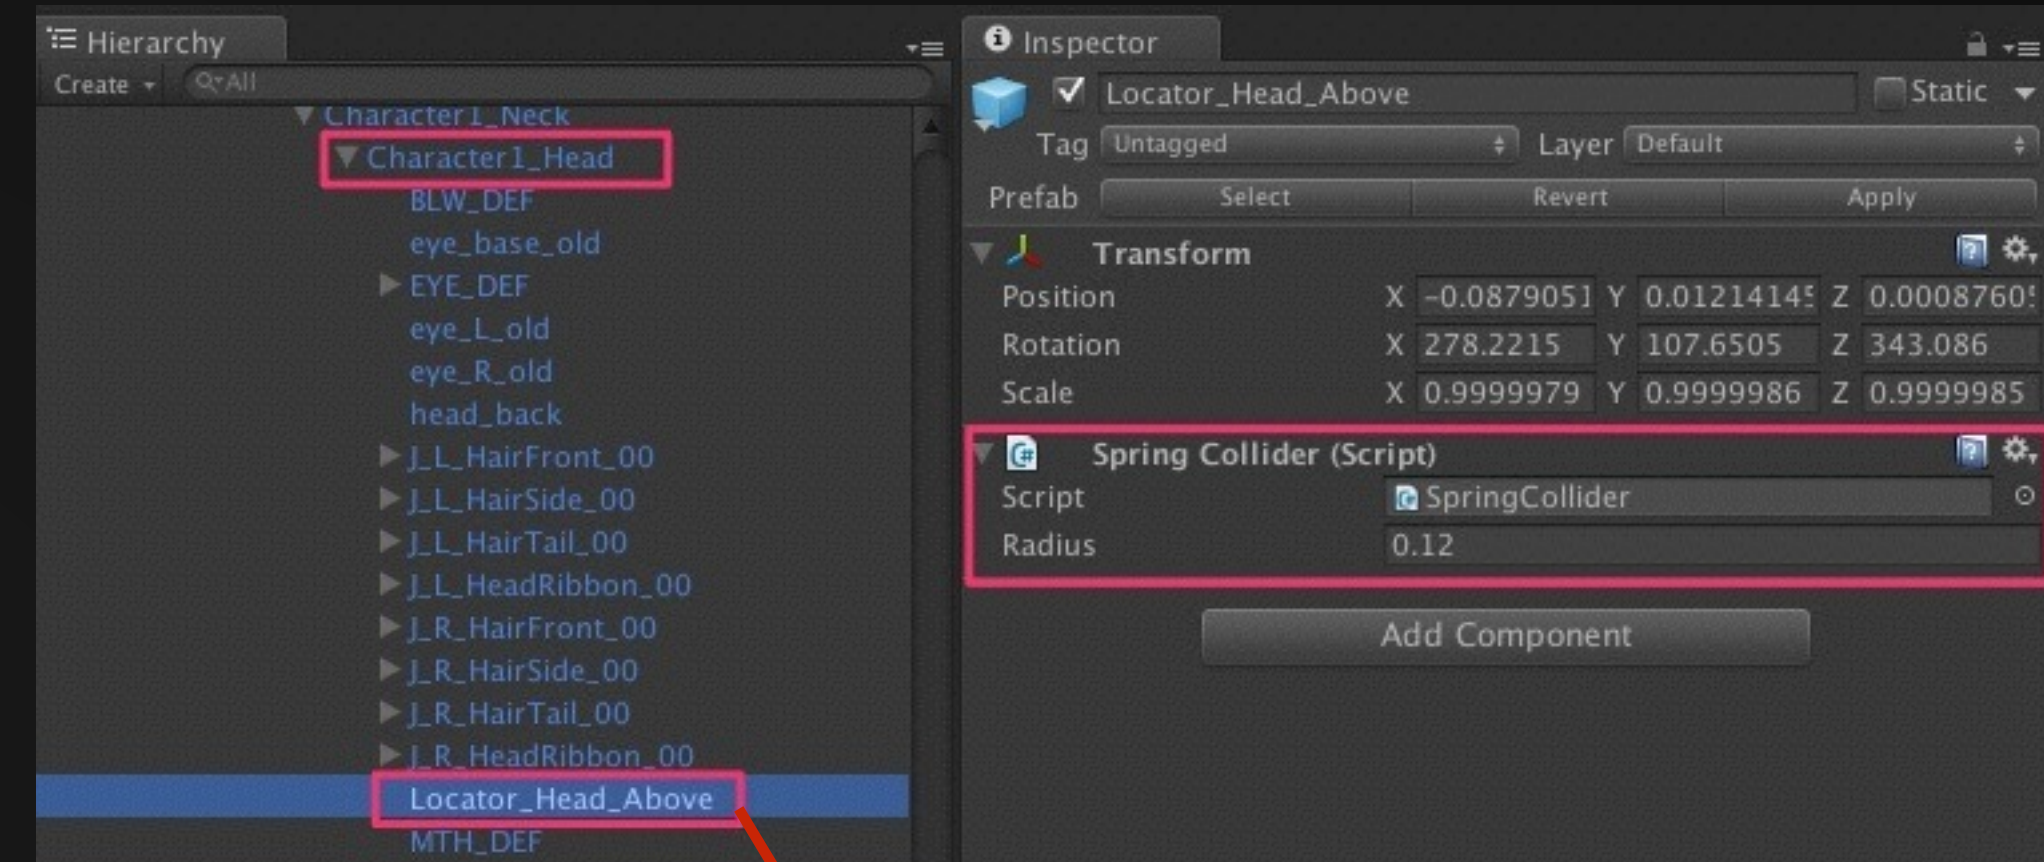 Hierarchy
Create
All
Character1_Neck
Character1_Head
BLW_DEF
eye_base_old
EYE_DEF
eye_L_old
eye_R_old
head_back
J_L_HairFront_00
J_L_HairSide_00
J_L_HairTail_00
J_L_HeadRibbon_00
J_R_HairFront_00
J_R_HairSide_00
J_R_HairTail_00
J_R_HeadRibbon_00
Locator_Head_Above
MTH_DEF
Inspector
Locator_Head_Above Static
Tag Untagged Layer Default
Prefab Select Revert Apply
Transform
Position X -0.0879051 Y 0.01214145 Z 0.00087605
Rotation X 278.2215 Y 107.6505 Z 343.086
Scale X 0.9999979 Y 0.9999986 Z 0.9999985
Spring Collider (Script)
Script SpringCollider
Radius 0.12
Add Component